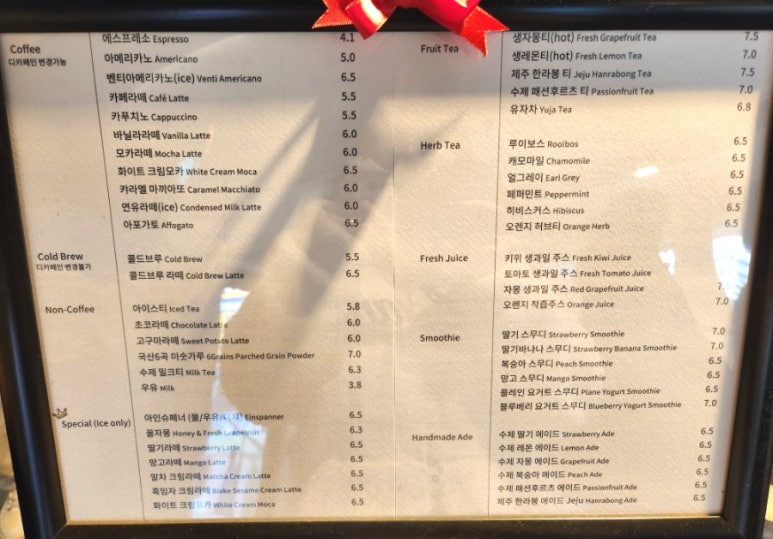 Coffee
디카페인 변경가능
에스프레소 Espresso 4.1
아메리카노 Americano 5.0
벤티아메리카노(ice) Venti Americano 6.5
카페라떼 Café Latte 5.5
카푸치노 Cappuccino 5.5
바닐라라떼 Vanilla Latte 6.0
모카라떼 Mocha Latte 6.0
화이트 크림모카 White Cream Moca 6.5
카라멜 마끼아또 Caramel Macchiato 6.0
연유라떼(ice) Condensed Milk Latte 6.0
아포가토 Affogato 6.5
Cold Brew
디카페인 변경불가
콜드브루 Cold Brew 5.5
콜드브루 라떼 Cold Brew Latte 6.5
Non-Coffee
아이스티 Iced Tea 5.8
초코라떼 Chocolate Latte 6.0
고구마라떼 Sweet Potato Latte 6.0
국산6곡 미숫가루 6Grains Parched Grain Powder 7.0
수제 밀크티 Milk Tea 6.3
우유 Milk 3.8
Special (Ice only)
아인슈페너 (물/우유/ Einspanner 6.5
꿀자몽 Honey & Fresh Grapefruit 6.3
딸기라떼 Strawberry Latte 6.5
망고라떼 Mango Latte 6.5
말차 크림라떼 Matcha Cream Latte 6.5
흑임자 크림라떼 Blake Sesame Cream Latte 6.5
화이트 크림모카 White Cream Moca 6.5
Fruit Tea
생자몽티(hot) Fresh Grapefruit Tea 7.5
생레몬티(hot) Fresh Lemon Tea 7.0
제주 한라봉 티 Jeju Hanrabong Tea 7.5
수제 패션후르츠 티 Passionfruit Tea 7.0
유자차 Yuja Tea 6.8
Herb Tea
루이보스 Rooibos 6.5
캐모마일 Chamomile 6.5
얼그레이 Earl Grey 6.5
페퍼민트 Peppermint 6.5
히비스커스 Hibiscus 6.5
오렌지 허브티 Orange Herb 6.5
Fresh Juice
키위 생과일 주스 Fresh Kiwi Juice
토마토 생과일 주스 Fresh Tomato Juice
자몽 생과일 주스 Red Grapefruit Juice
오렌지 착즙주스 Orange Juice 7.0
Smoothie
딸기 스무디 Strawberry Smoothie 7.0
딸기바나나 스무디 Strawberry Banana Smoothie 7.0
복숭아 스무디 Peach Smoothie 6.5
망고 스무디 Mango Smoothie 6.5
플레인 요거트 스무디 Plane Yogurt Smoothie 6.5
블루베리 요거트 스무디 Blueberry Yogurt Smoothie 7.0
Handmade Ade
수제 딸기 에이드 Strawberry Ade 6.5
수제 레몬 에이드 Lemon Ade 6.5
수제 자몽 에이드 Grapefruit Ade 6.5
수제 복숭아 에이드 Peach Ade 6.5
수제 패션후르츠 에이드 Passionfruit Ade 6.5
제주 한라봉 에이드 Jeju Hanrabong Ade 6.5